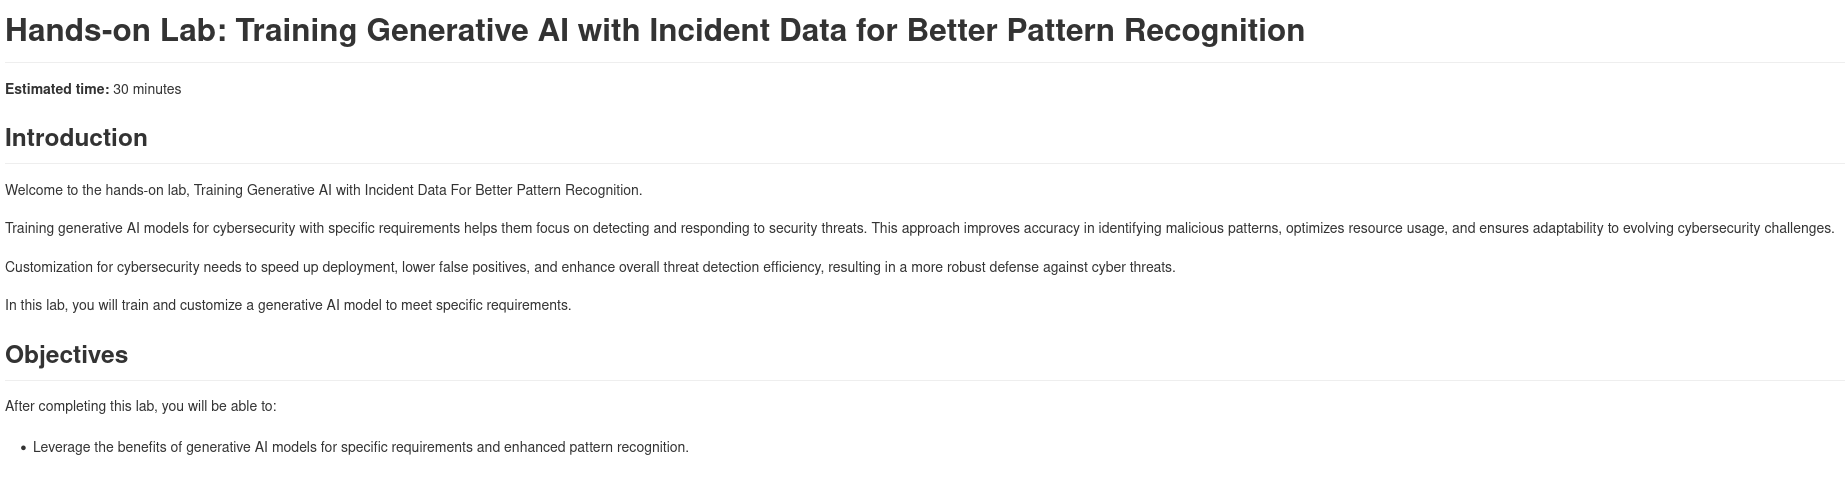 Hands-on Lab: Training Generative AI with Incident Data for Better Pattern Recognition
Estimated time: 30 minutes
Introduction
Welcome to the hands-on lab, Training Generative AI with Incident Data For Better Pattern Recognition.
Training generative AI models for cybersecurity with specific requirements helps them focus on detecting and responding to security threats. This approach improves accuracy in identifying malicious patterns, optimizes resource usage, and ensures adaptability to evolving cybersecurity challenges.
Customization for cybersecurity needs to speed up deployment, lower false positives, and enhance overall threat detection efficiency, resulting in a more robust defense against cyber threats.
In this lab, you will train and customize a generative AI model to meet specific requirements.
Objectives
After completing this lab, you will be able to:
• Leverage the benefits of generative AI models for specific requirements and enhanced pattern recognition.